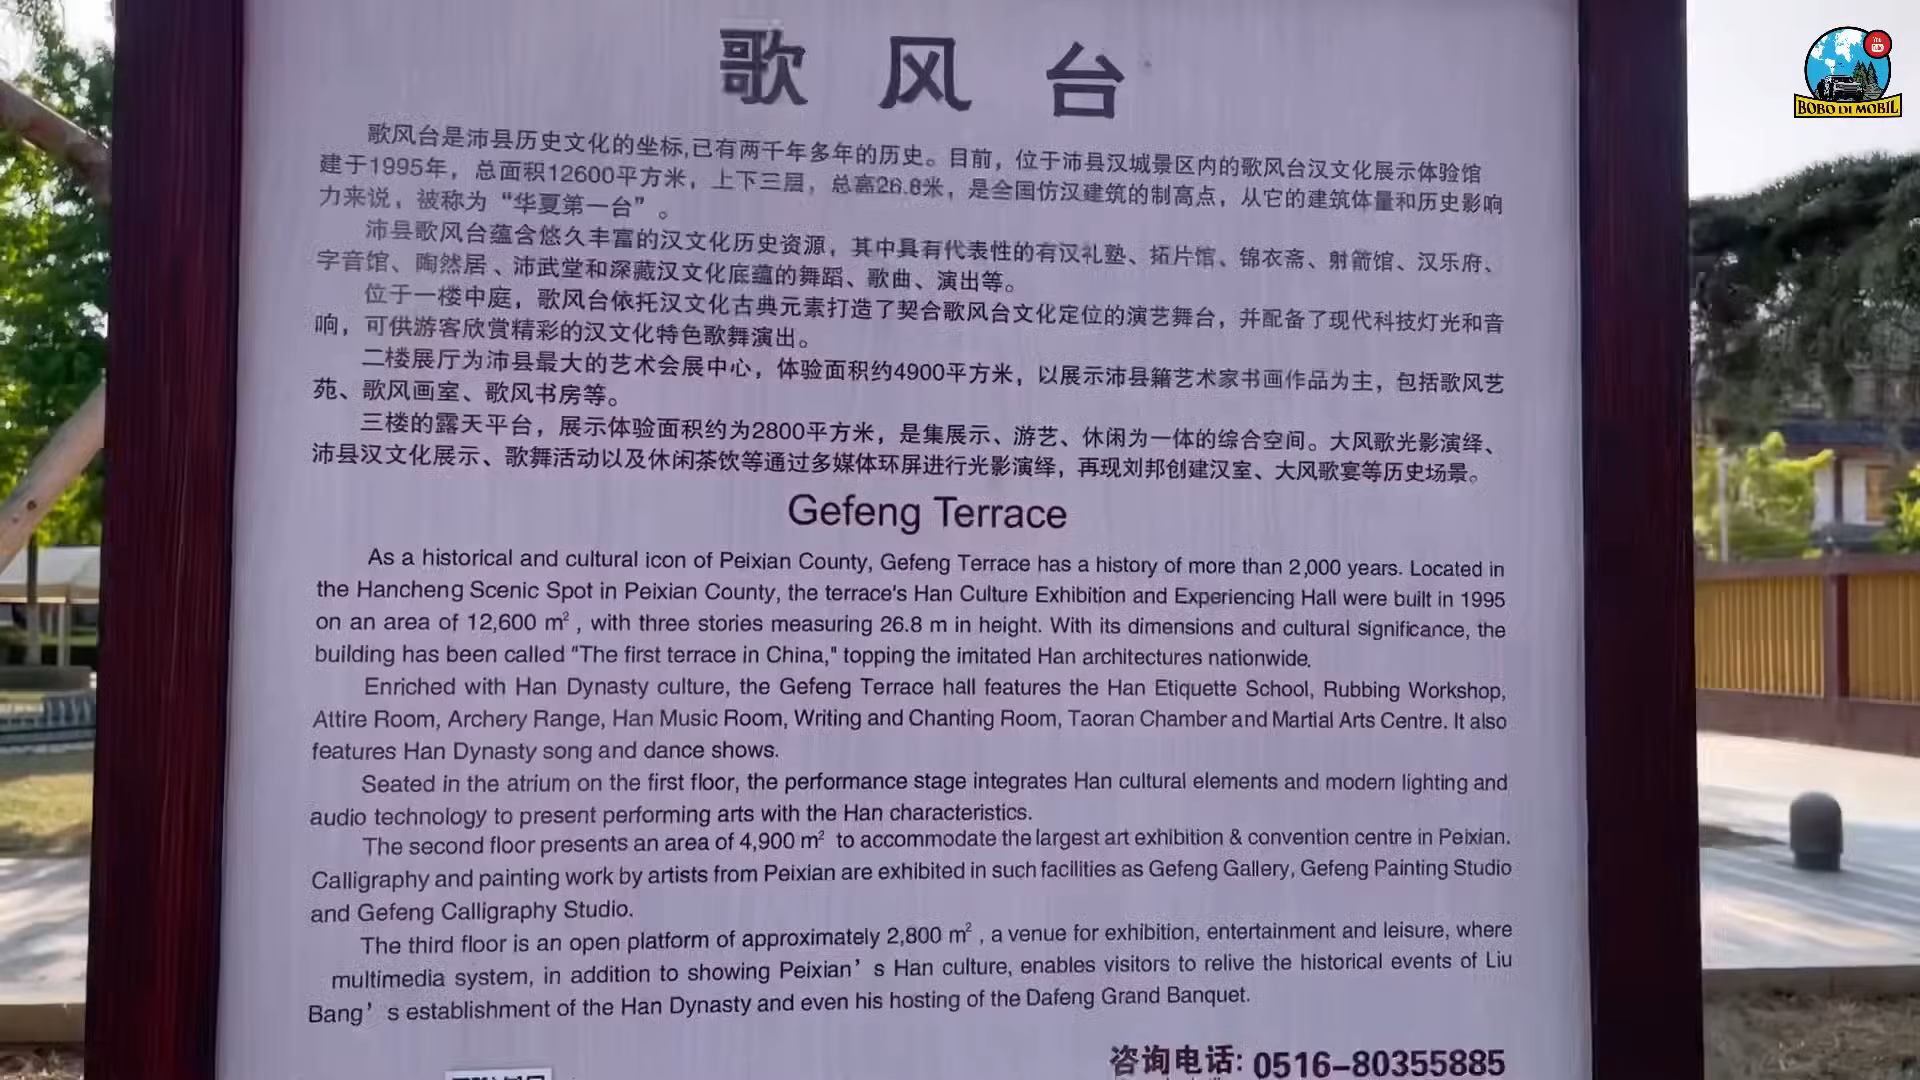 BOBO DI MOBIL
歌风台
歌风台是沛县历史文化的坐标,已有两千年多年的历史。目前，位于沛县汉城景区内的歌风台汉文化展示体验馆
建于1995年，总面积12600平方米，上下三层，总高26.8米，是全国仿汉建筑的制高点，从它的建筑体量和历史影响
力来说，被称为“华夏第一台”。
沛县歌风台蕴含悠久丰富的汉文化历史资源，其中具有代表性的有汉礼塾、拓片馆、锦衣斋、射箭馆、汉乐府、
字音馆、陶然居、沛武堂和深藏汉文化底蕴的舞蹈、歌曲、演出等。
位于一楼中庭，歌风台依托汉文化古典元素打造了契合歌风台文化定位的演艺舞台，并配备了现代科技灯光和音
响，可供游客欣赏精彩的汉文化特色歌舞演出。
二楼展厅为沛县最大的艺术会展中心，体验面积约4900平方米，以展示沛县籍艺术家书画作品为主，包括歌风艺
苑、歌风画室、歌风书房等。
三楼的露天平台，展示体验面积约为2800平方米，是集展示、游艺、休闲为一体的综合空间。大风歌光影演绎、
沛县汉文化展示、歌舞活动以及休闲茶饮等通过多媒体环屏进行光影演绎，再现刘邦创建汉室、大风歌宴等历史场景。
Gefeng Terrace
As a historical and cultural icon of Peixian County, Gefeng Terrace has a history of more than 2,000 years. Located in
the Hancheng Scenic Spot in Peixian County, the terrace's Han Culture Exhibition and Experiencing Hall were built in 1995
on an area of 12,600 m², with three stories measuring 26.8 m in height. With its dimensions and cultural significance, the
building has been called "The first terrace in China," topping the imitated Han architectures nationwide.
Enriched with Han Dynasty culture, the Gefeng Terrace hall features the Han Etiquette School, Rubbing Workshop,
Attire Room, Archery Range, Han Music Room, Writing and Chanting Room, Taoran Chamber and Martial Arts Centre. It also
features Han Dynasty song and dance shows.
Seated in the atrium on the first floor, the performance stage integrates Han cultural elements and modern lighting and
audio technology to present performing arts with the Han characteristics.
The second floor presents an area of 4,900 m² to accommodate the largest art exhibition & convention centre in Peixian.
Calligraphy and painting work by artists from Peixian are exhibited in such facilities as Gefeng Gallery, Gefeng Painting Studio
and Gefeng Calligraphy Studio.
The third floor is an open platform of approximately 2,800 m², a venue for exhibition, entertainment and leisure, where
multimedia system, in addition to showing Peixian’s Han culture, enables visitors to relive the historical events of Liu
Bang’s establishment of the Han Dynasty and even his hosting of the Dafeng Grand Banquet.
咨询电话: 0516-80355885